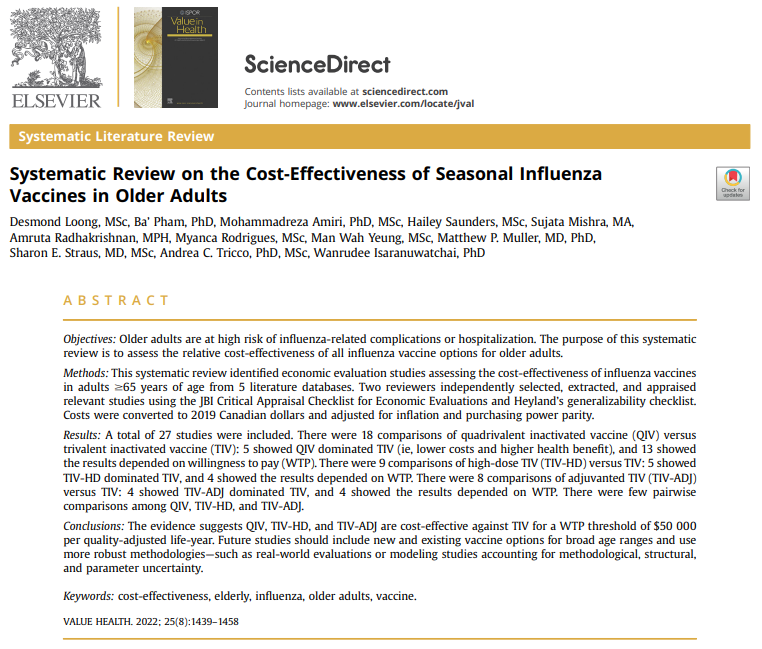 ELSEVIER
ISPOR
Value in
Health
ScienceDirect
Contents lists available at sciencedirect.com
Journal homepage: www.elsevier.com/locate/jval
Systematic Literature Review
Systematic Review on the Cost-Effectiveness of Seasonal Influenza
Vaccines in Older Adults
Check for
updates
Desmond Loong, MSc, Ba' Pham, PhD, Mohammadreza Amiri, PhD, MSc, Hailey Saunders, MSc, Sujata Mishra, MA,
Amruta Radhakrishnan, MPH, Myanca Rodrigues, MSc, Man Wah Yeung, MSc, Matthew P. Muller, MD, PhD,
Sharon E. Straus, MD, MSc, Andrea C. Tricco, PhD, MSc, Wanrudee Isaranuwatchai, PhD
ABSTRACT
Objectives: Older adults are at high risk of influenza-related complications or hospitalization. The purpose of this systematic
review is to assess the relative cost-effectiveness of all influenza vaccine options for older adults.
Methods: This systematic review identified economic evaluation studies assessing the cost-effectiveness of influenza vaccines
in adults ≥65 years of age from 5 literature databases. Two reviewers independently selected, extracted, and appraised
relevant studies using the JBI Critical Appraisal Checklist for Economic Evaluations and Heyland's generalizability checklist.
Costs were converted to 2019 Canadian dollars and adjusted for inflation and purchasing power parity.
Results: A total of 27 studies were included. There were 18 comparisons of quadrivalent inactivated vaccine (QIV) versus
trivalent inactivated vaccine (TIV): 5 showed QIV dominated TIV (ie, lower costs and higher health benefit), and 13 showed
the results depended on willingness to pay (WTP). There were 9 comparisons of high-dose TIV (TIV-HD) versus TIV: 5 showed
TIV-HD dominated TIV, and 4 showed the results depended on WTP. There were 8 comparisons of adjuvanted TIV (TIV-ADJ)
versus TIV: 4 showed TIV-ADJ dominated TIV, and 4 showed the results depended on WTP. There were few pairwise
comparisons among QIV, TIV-HD, and TIV-ADJ.
Conclusions: The evidence suggests QIV, TIV-HD, and TIV-ADJ are cost-effective against TIV for a WTP threshold of $50 000
per quality-adjusted life-year. Future studies should include new and existing vaccine options for broad age ranges and use
more robust methodologies—such as real-world evaluations or modeling studies accounting for methodological, structural,
and parameter uncertainty.
Keywords: cost-effectiveness, elderly, influenza, older adults, vaccine.
VALUE HEALTH. 2022; 25(8):1439–1458